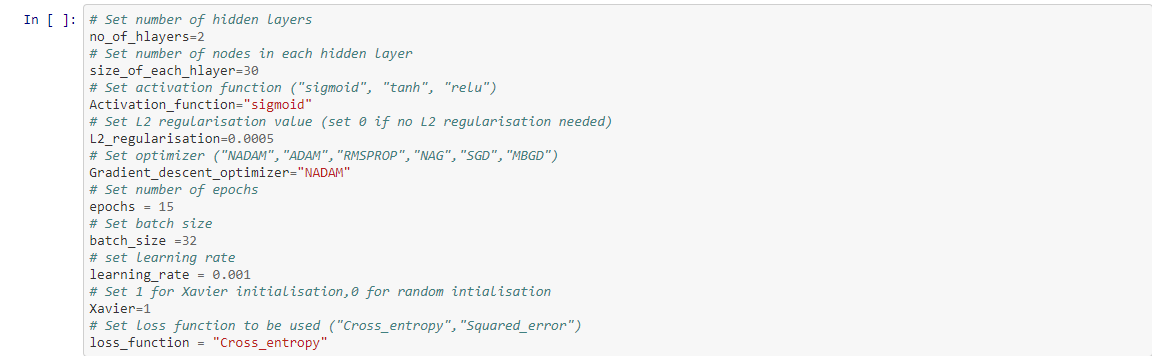 In [ ]: # Set number of hidden layers
no_of_hlayers=2
# Set number of nodes in each hidden layer
size_of_each_hlayer=30
# Set activation function ("sigmoid", "tanh", "relu")
Activation_function="sigmoid"
# Set L2 regularisation value (set 0 if no L2 regularisation needed)
L2_regularisation=0.0005
# Set optimizer ("NADAM","ADAM","RMSPROP","NAG","SGD","MBGD")
Gradient_descent_optimizer="NADAM"
# Set number of epochs
epochs = 15
# Set batch size
batch_size =32
# set learning rate
learning_rate = 0.001
# Set 1 for Xavier initialisation,0 for random intialisation
Xavier=1
# Set loss function to be used ("Cross_entropy","Squared_error")
loss_function = "Cross_entropy"